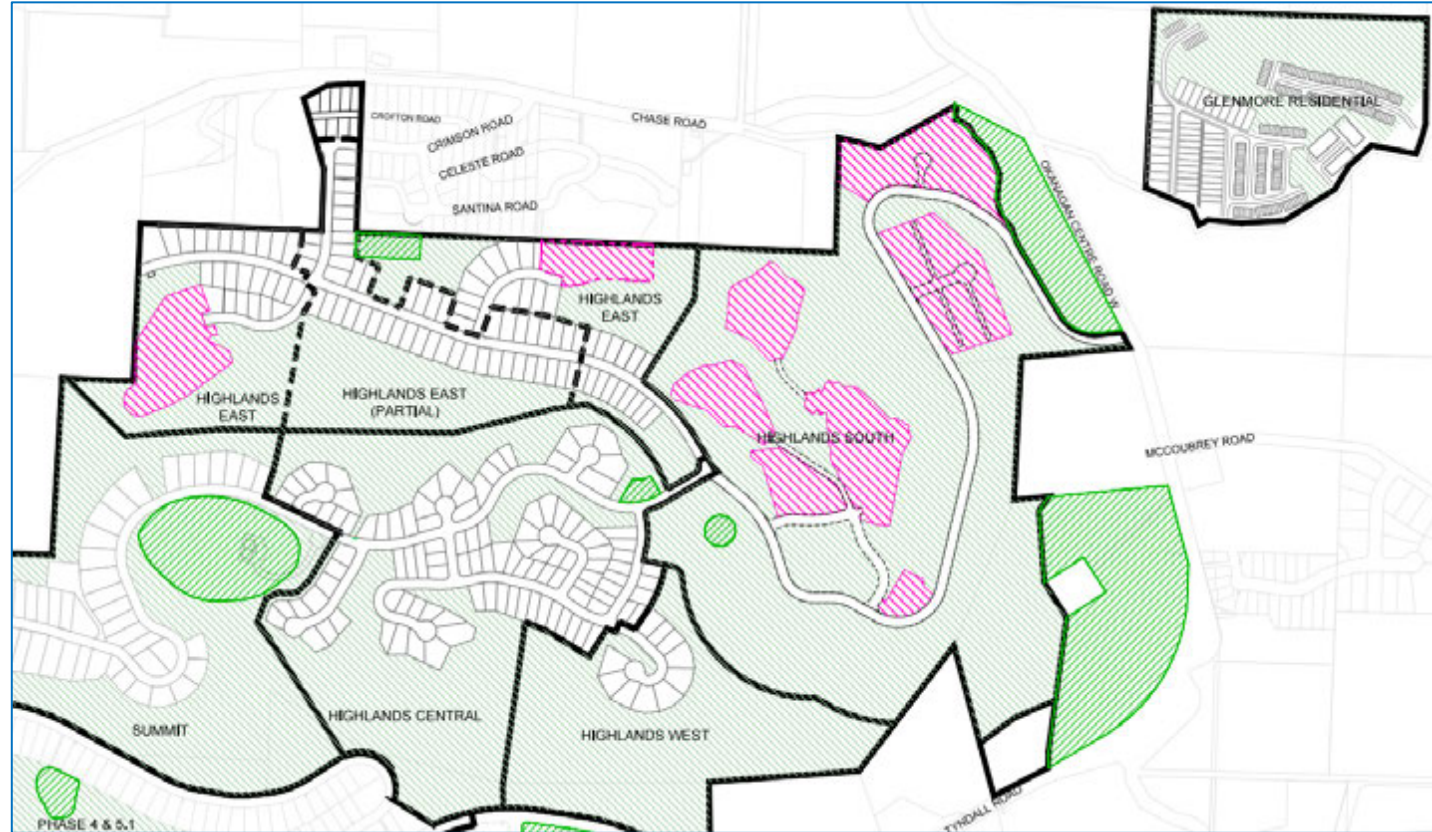 GLENMORE RESIDENTIAL
CROFTON ROAD
CRIMSON ROAD
CHASE ROAD
CELESTE ROAD
SANTINA ROAD
OKANAGAN CENTRE ROAD W
HIGHLANDS
EAST
HIGHLANDS
EAST
HIGHLANDS EAST
(PARTIAL)
HIGHLANDS SOUTH
MCCOUBREY ROAD
SUMMIT
HIGHLANDS CENTRAL
HIGHLANDS WEST
TYNDALL ROAD
PHASE 4 & 5.1